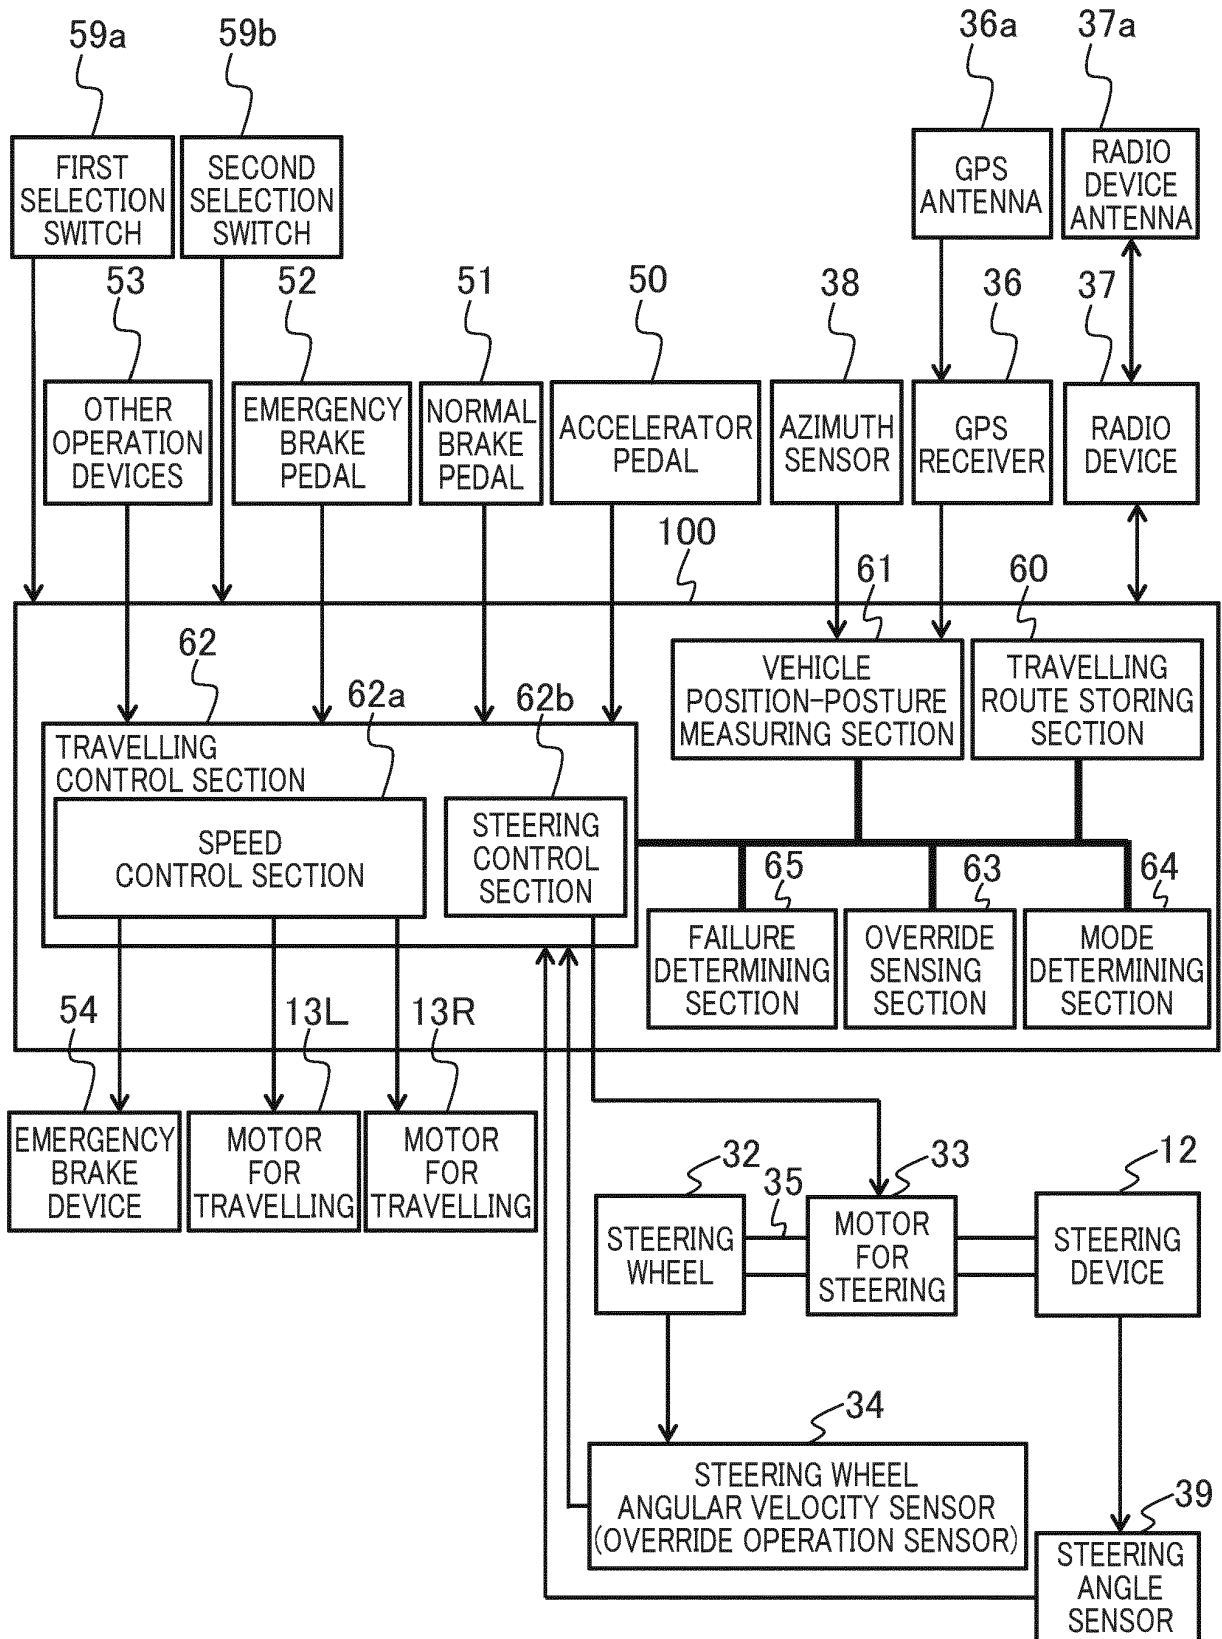 59a
59b
36a
37a
FIRST
SELECTION
SWITCH
SECOND
SELECTION
SWITCH
GPS
ANTENNA
RADIO
DEVICE
ANTENNA
53
52
51
50
38
36
37
OTHER
OPERATION
DEVICES
EMERGENCY
BRAKE
PEDAL
NORMAL
BRAKE
PEDAL
ACCELERATOR
PEDAL
AZIMUTH
SENSOR
GPS
RECEIVER
RADIO
DEVICE
100
61
60
62
62a
62b
VEHICLE
POSITION-POSTURE
MEASURING SECTION
TRAVELLING
ROUTE STORING
SECTION
TRAVELLING
CONTROL SECTION
SPEED
CONTROL SECTION
STEERING
CONTROL
SECTION
65
63
64
FAILURE
DETERMINING
SECTION
OVERRIDE
SENSING
SECTION
MODE
DETERMINING
SECTION
54
13L
13R
EMERGENCY
BRAKE
DEVICE
MOTOR
FOR
TRAVELLING
MOTOR
FOR
TRAVELLING
32
35
33
12
STEERING
WHEEL
MOTOR
FOR
STEERING
STEERING
DEVICE
34
STEERING WHEEL
ANGULAR VELOCITY SENSOR
(OVERRIDE OPERATION SENSOR)
39
STEERING
ANGLE
SENSOR